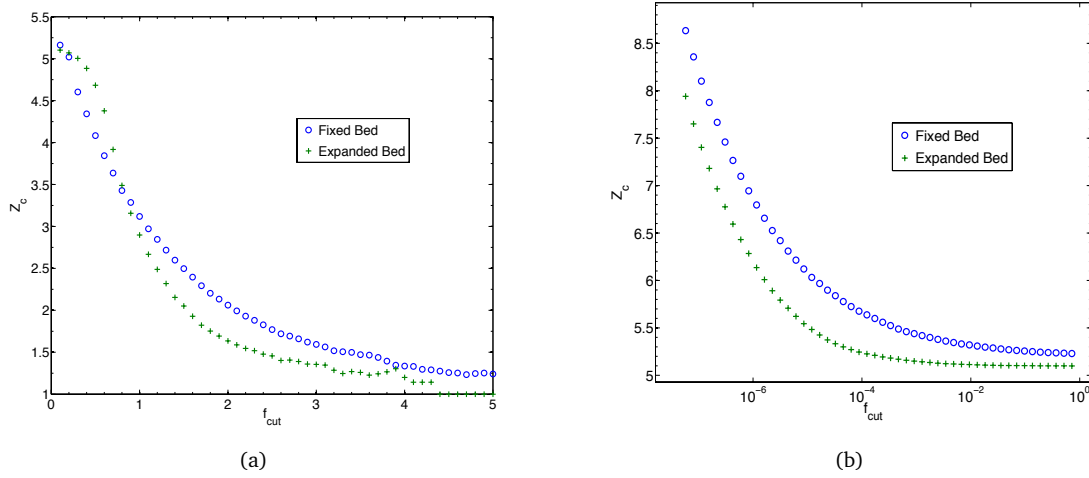 5.5
5
4.5
4
3.5
3
2.5
2
1.5
1
0 1 2 3 4 5
Z_c
f_cut
Fixed Bed
Expanded Bed
(a)
8.5
8
7.5
7
6.5
6
5.5
5
10^−6 10^−4 10^−2 10^0
Z_c
f_cut
Fixed Bed
Expanded Bed
(b)